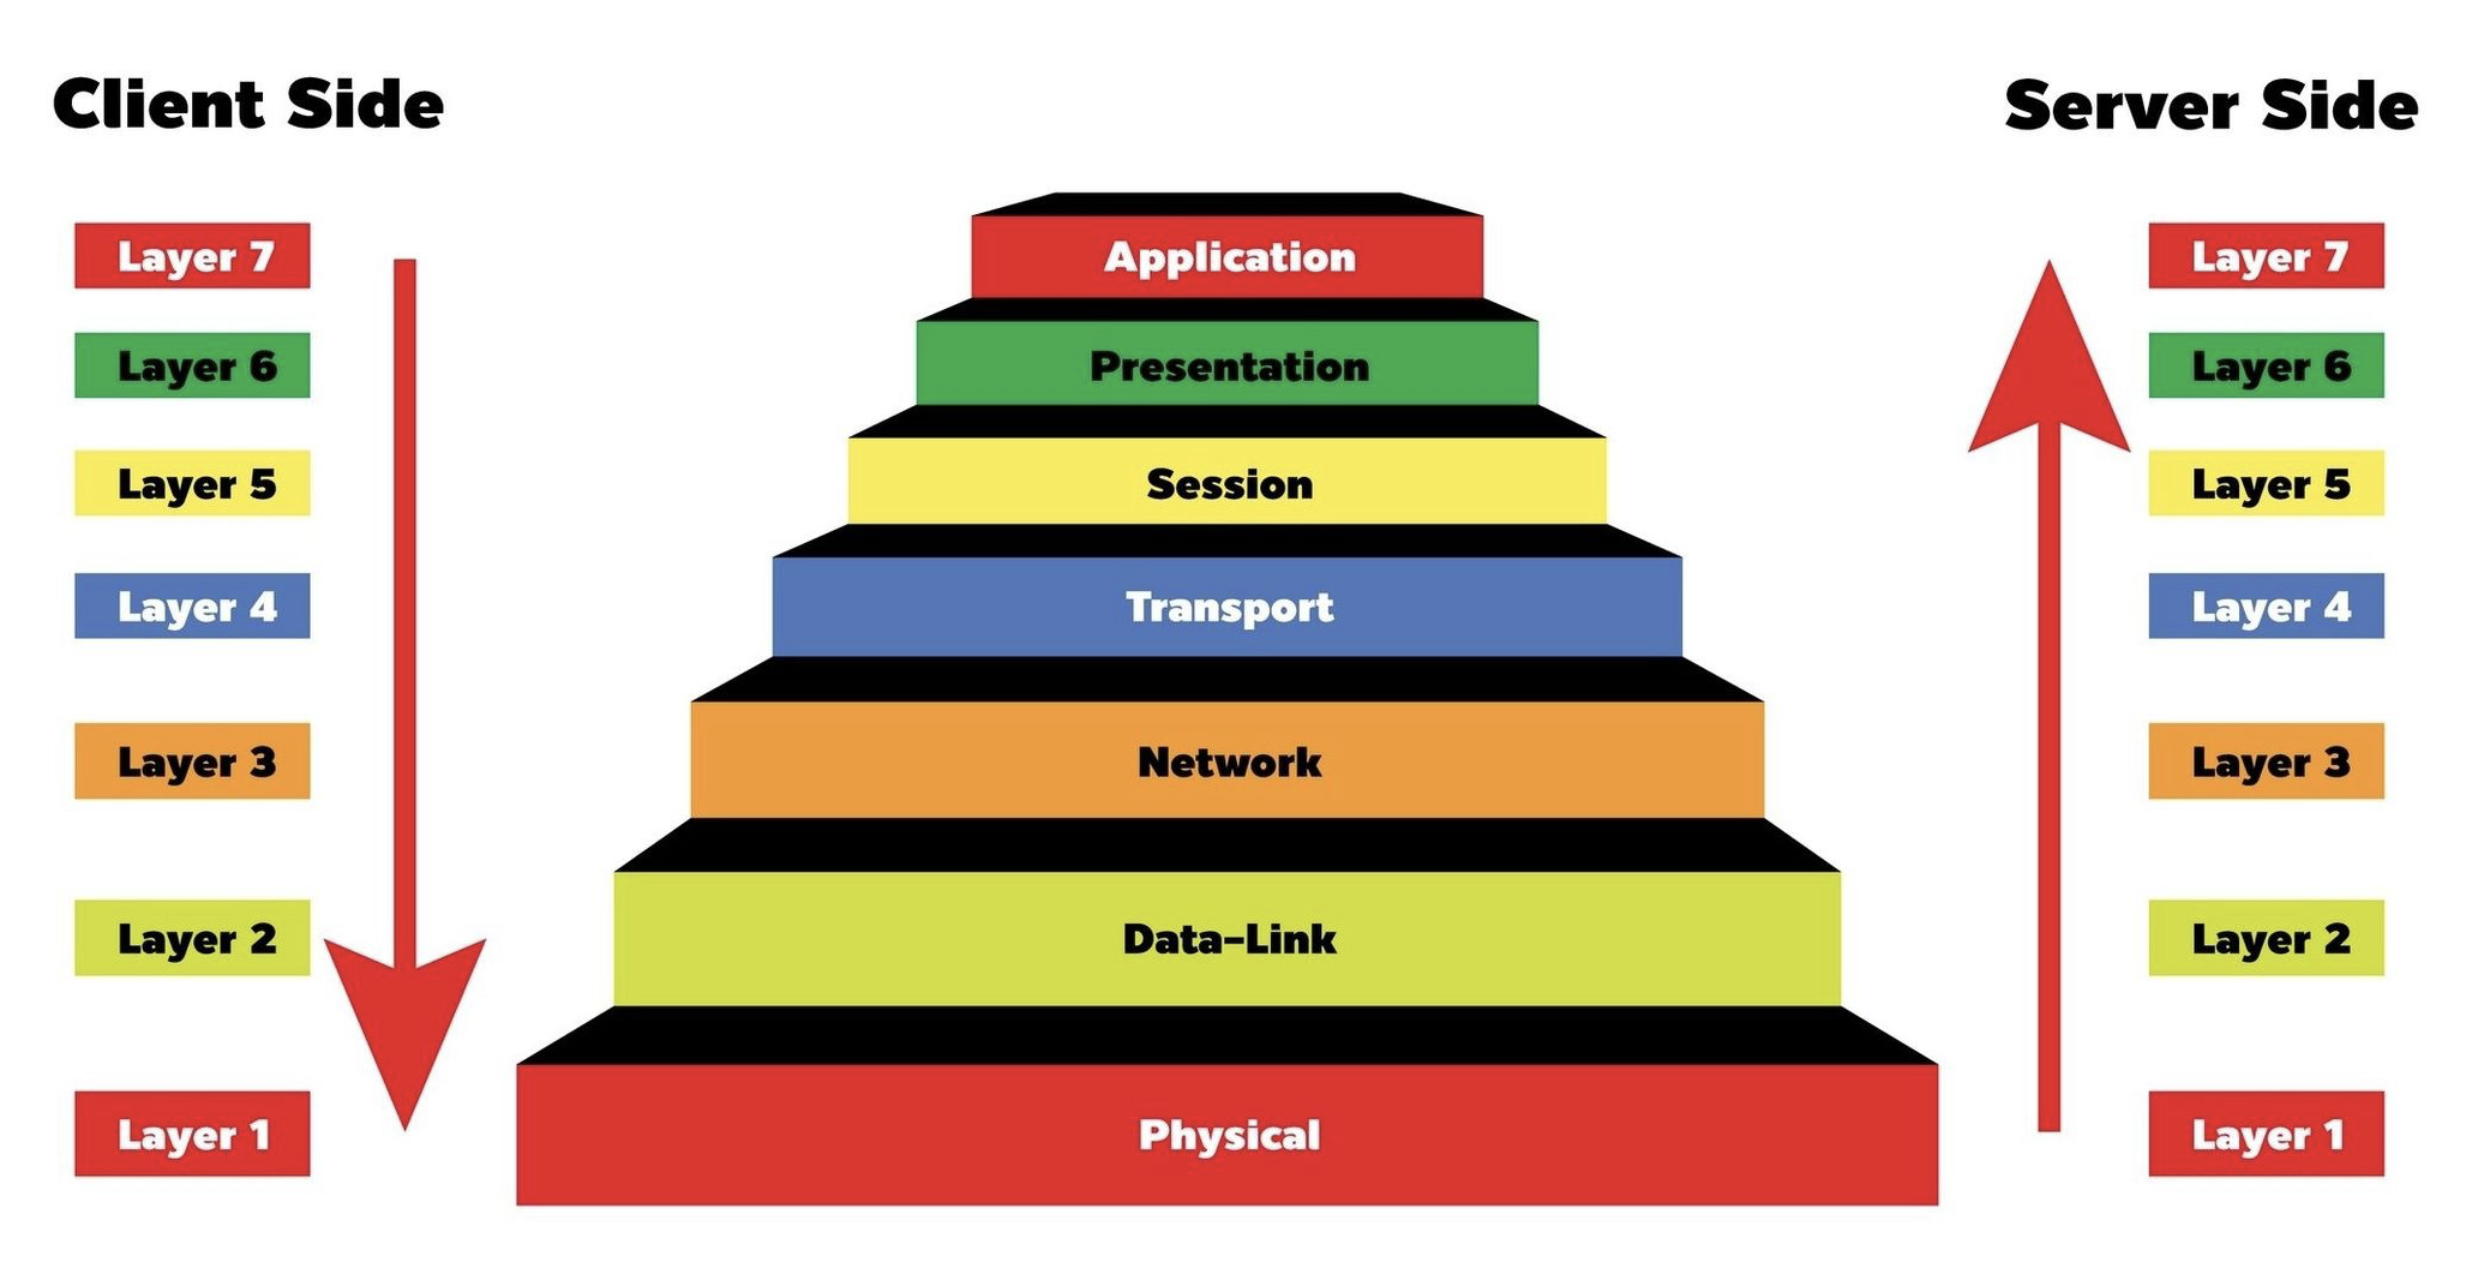 Client Side
Server Side
Layer 7
Application
Layer 7
Layer 6
Presentation
Layer 6
Layer 5
Session
Layer 5
Layer 4
Transport
Layer 4
Layer 3
Network
Layer 3
Layer 2
Data-Link
Layer 2
Layer 1
Physical
Layer 1